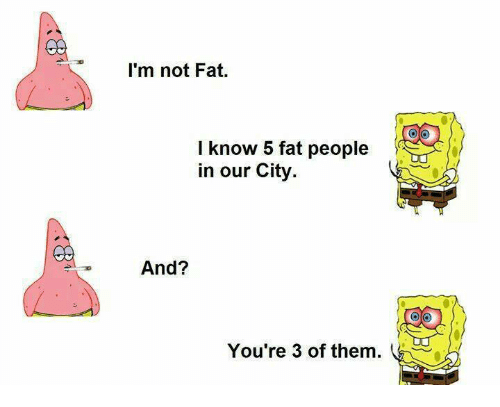 I'm not Fat.
I know 5 fat people
in our City.
And?
You're 3 of them.